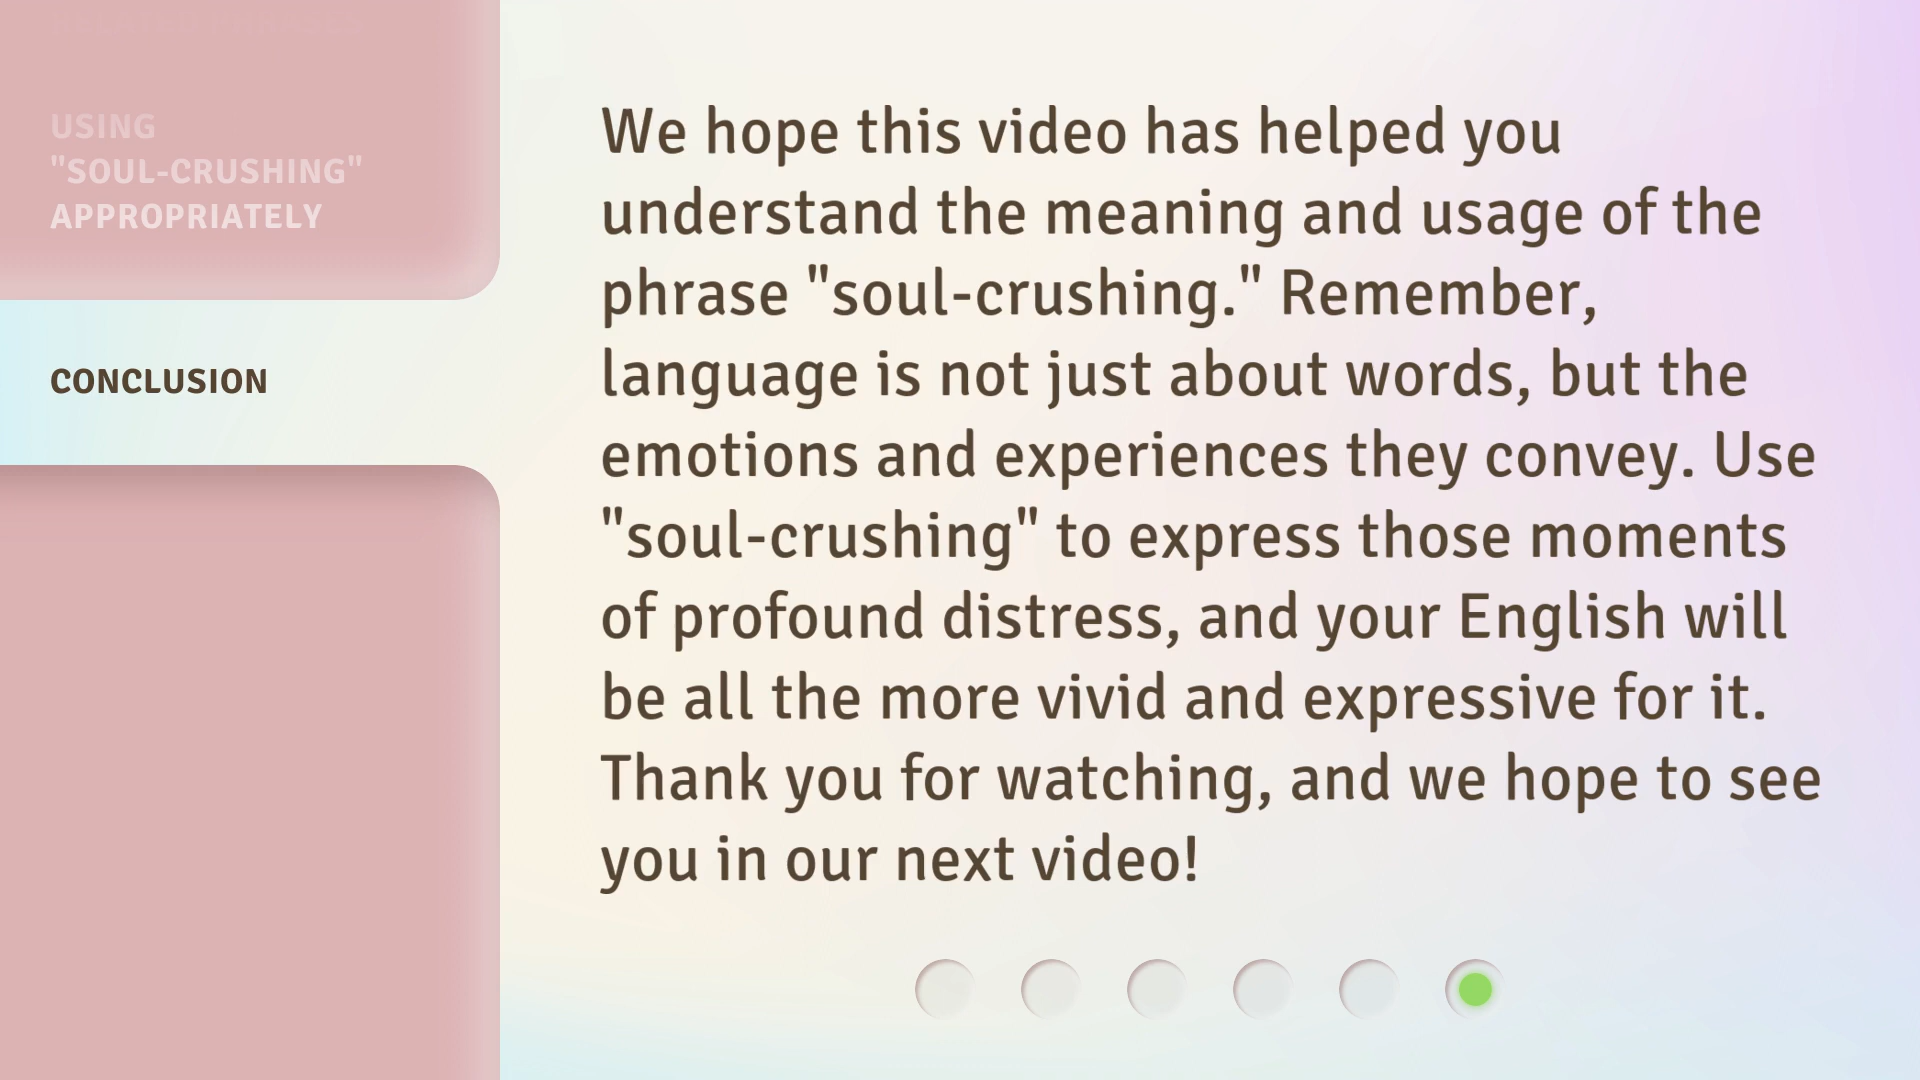 RELATED PHRASES
USING
"SOUL-CRUSHING"
APPROPRIATELY
CONCLUSION
We hope this video has helped you
understand the meaning and usage of the
phrase "soul-crushing." Remember,
language is not just about words, but the
emotions and experiences they convey. Use
"soul-crushing" to express those moments
of profound distress, and your English will
be all the more vivid and expressive for it.
Thank you for watching, and we hope to see
you in our next video!